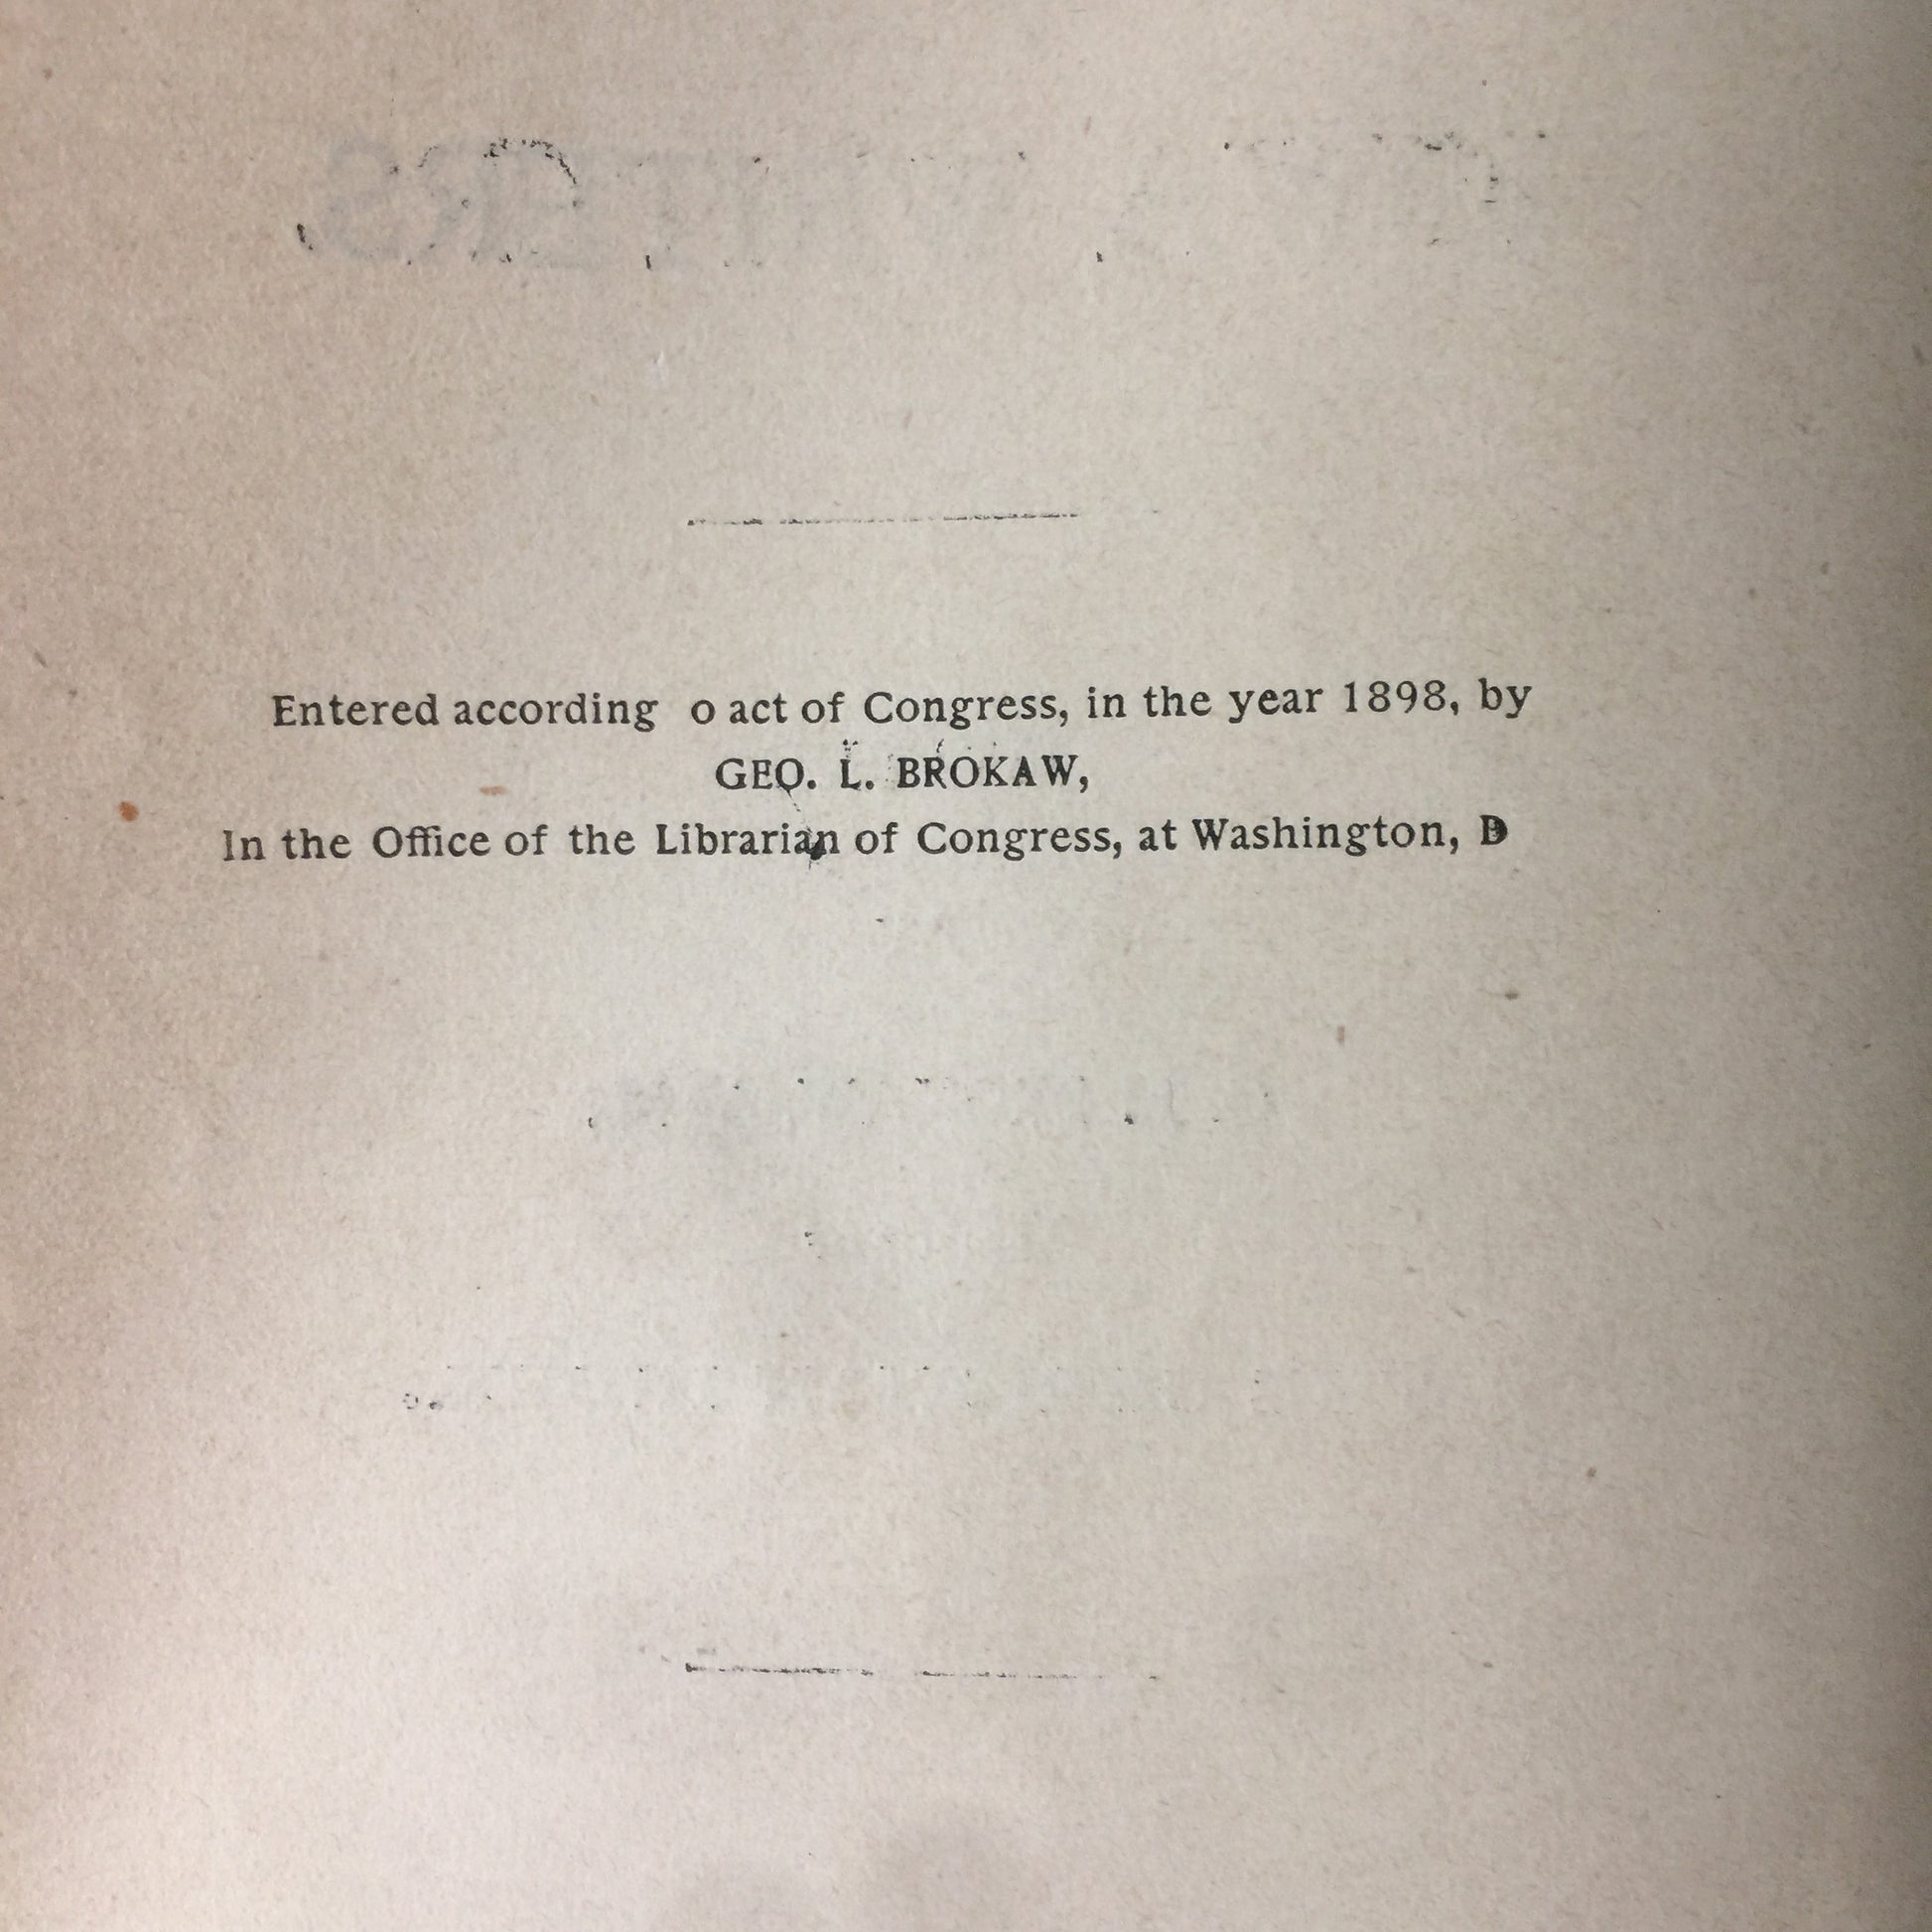 Entered according o act of Congress, in the year 1898, by
GEO. L. BROKAW,
In the Office of the Librarian of Congress, at Washington, D